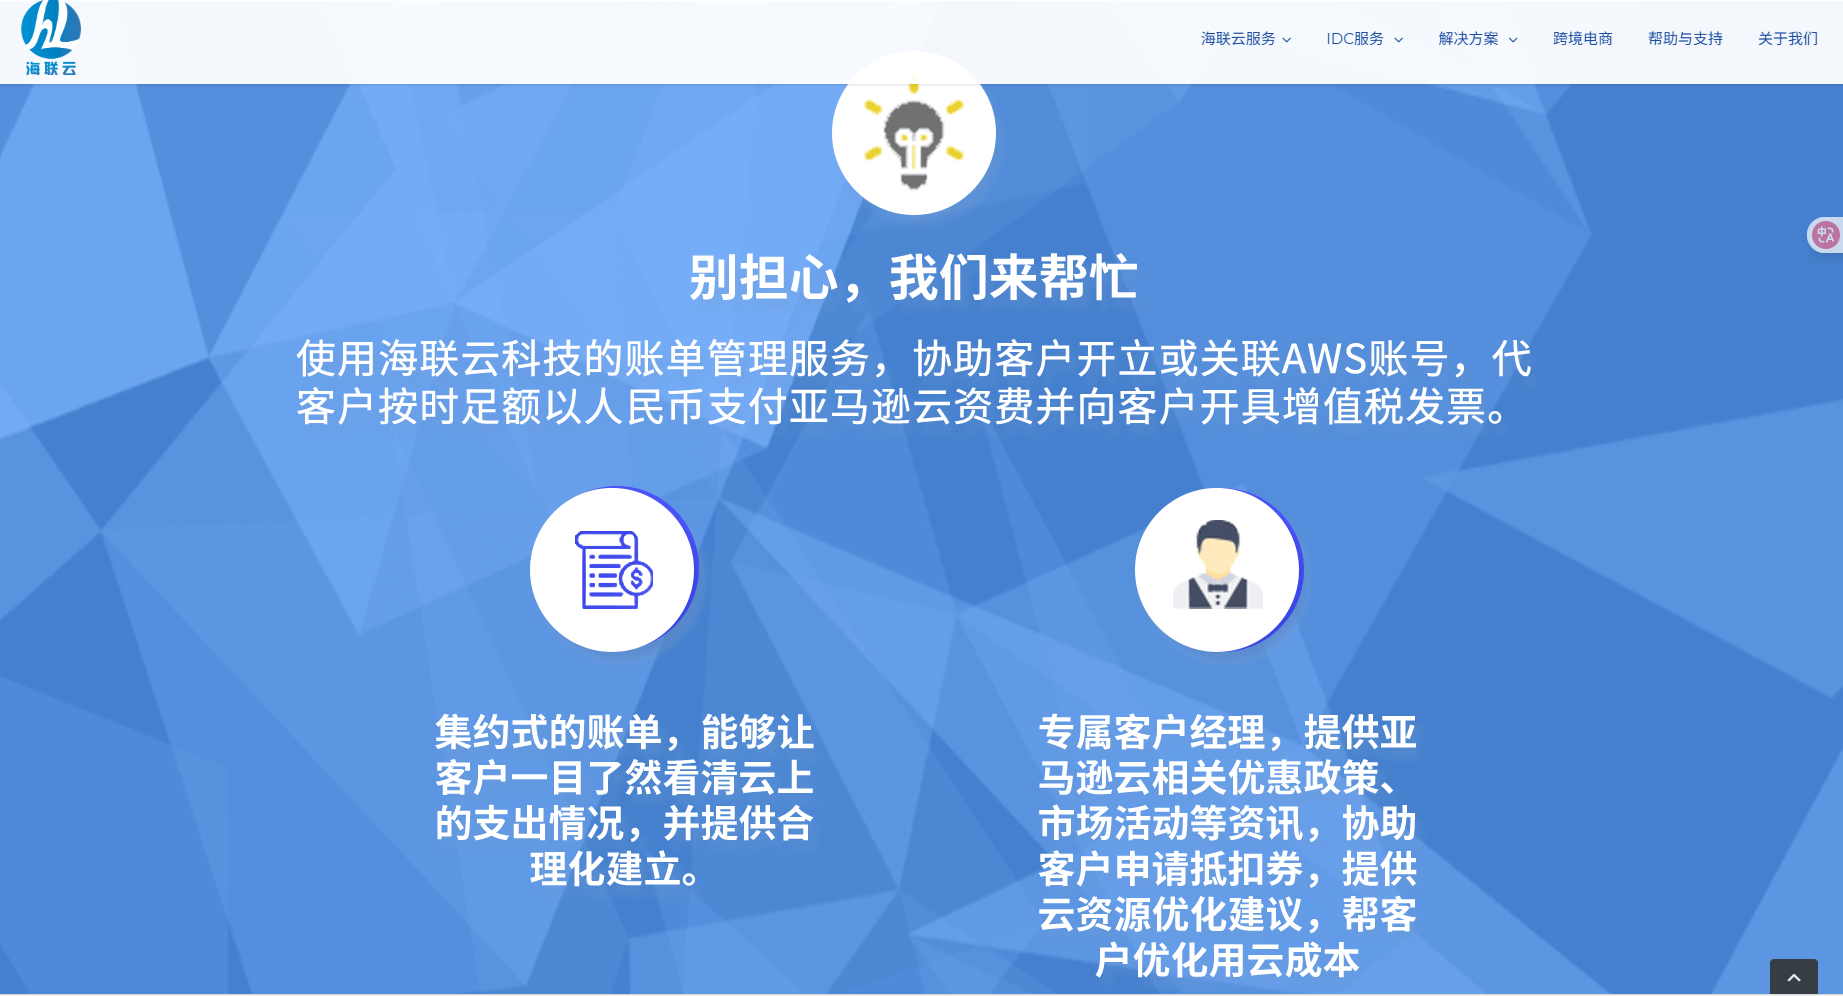 海联云
海联云服务
IDC服务
解决方案
跨境电商
帮助与支持
关于我们
别担心，我们来帮忙
使用海联云科技的账单管理服务，协助客户开立或关联AWS账号，代
客户按时足额以人民币支付亚马逊云资费并向客户开具增值税发票。
集约式的账单，能够让
客户一目了然看清云上
的支出情况，并提供合
理化建立。
专属客户经理，提供亚
马逊云相关优惠政策、
市场活动等资讯，协助
客户申请抵扣券，提供
云资源优化建议，帮客
户优化用云成本